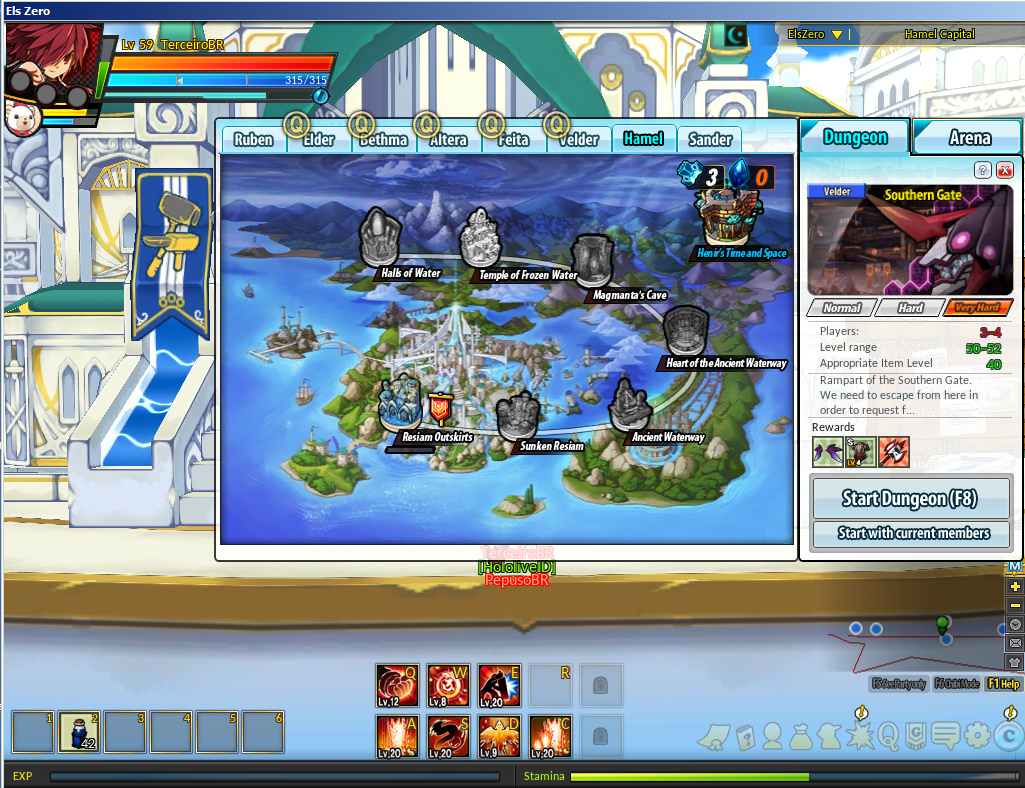 Els Zero
Lv 59 TerceiroBR
315/315
ElsZero
Hamel Capital
Ruben
Elder
Bethma
Altera
Feita
Velder
Hamel
Sander
Dungeon
Arena
3
0
Henir's Time and Space
Halls of Water
Temple of Frozen Water
Magmanta's Cave
Heart of the Ancient Waterway
Resiam Outskirts
Sunken Resiam
Ancient Waterway
Velder
Southern Gate
Normal
Hard
Very Hard
Players: 3~4
Level range 50~52
Appropriate Item Level 40
Rampart of the Southern Gate.
We need to escape from here in
order to request f...
Rewards
Start Dungeon (F8)
Start with current members
TerceiroBR
[HololiveID]
PepusoBR
M
F5 See Party only
F1 Help
Q
W
E
R
Lv.12
Lv.8
Lv.20
A
S
D
C
Lv.20
Lv.20
Lv.9
Lv.20
1
2
3
4
5
6
42
EXP
Stamina